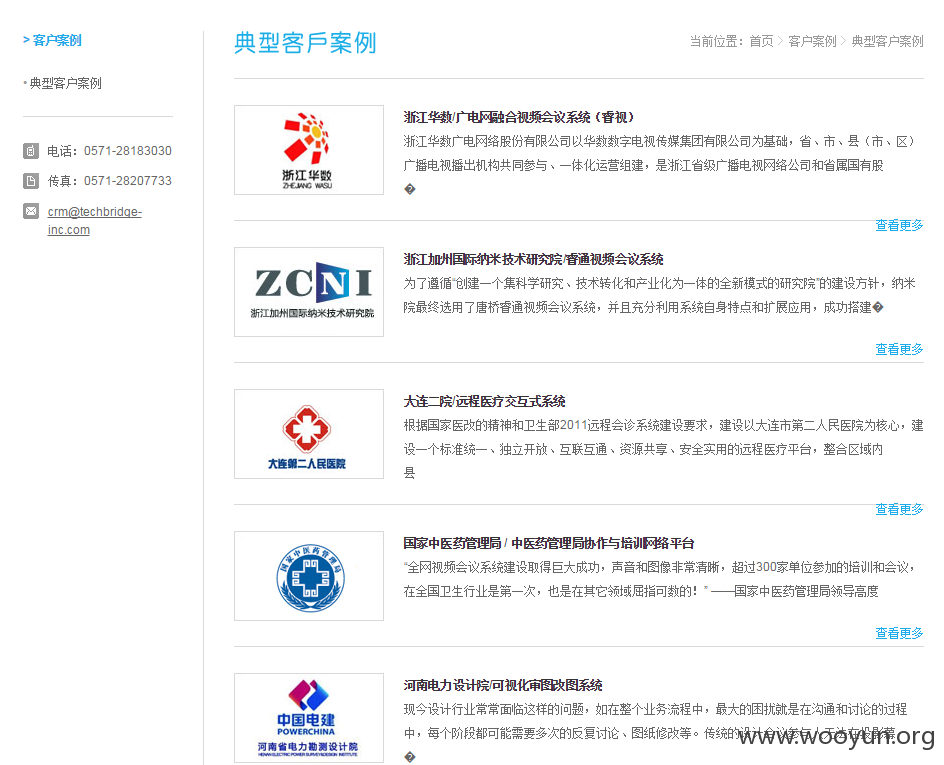 > 客户案例
典型客户案例
电话：0571-28183030
传真：0571-28207733
crm@techbridge-
inc.com
典型客戶案例
当前位置：首页 > 客户案例 > 典型客户案例
浙江华数
ZHEJIANG WASU
浙江华数/广电网融合视频会议系统（睿视）
浙江华数广电网络股份有限公司以华数数字电视传媒集团有限公司为基础，省、市、县（市、区）
广播电视播出机构共同参与、一体化运营组建，是浙江省级广播电视网络公司和省属国有股
�
查看更多
ZCNI
浙江加州国际纳米技术研究院
浙江加州国际纳米技术研究院/睿通视频会议系统
为了遵循“创建一个集科学研究、技术转化和产业化为一体的全新模式的研究院”的建设方针，纳米
院最终选用了唐桥睿通视频会议系统，并且充分利用系统自身特点和扩展应用，成功搭建�
查看更多
大连第二人民医院
大连二院/远程医疗交互式系统
根据国家医改的精神和卫生部2011远程会诊系统建设要求，建设以大连市第二人民医院为核心，建
设一个标准统一、独立开放、互联互通、资源共享、安全实用的远程医疗平台，整合区域内
县
查看更多
国家中医药管理局
国家中医药管理局 / 中医药管理局协作与培训网络平台
“全网视频会议系统建设取得巨大成功，声音和图像非常清晰，超过300家单位参加的培训和会议，
在全国卫生行业是第一次，也是在其它领域屈指可数的！” ——国家中医药管理局领导高度
查看更多
中国电建
POWERCHINA
河南省电力勘测设计院
HENAN ELECTRIC POWER SURVEY&DESIGN INSTITUTE
河南电力设计院/可视化审图改图系统
现今设计行业常常面临这样的问题，如在整个业务流程中，最大的困扰就是在沟通和讨论的过程
中，每个阶段都可能需要多次的反复讨论、图纸修改等。传统的设计会议参与人无法在投影幕
�
www.wooyun.org